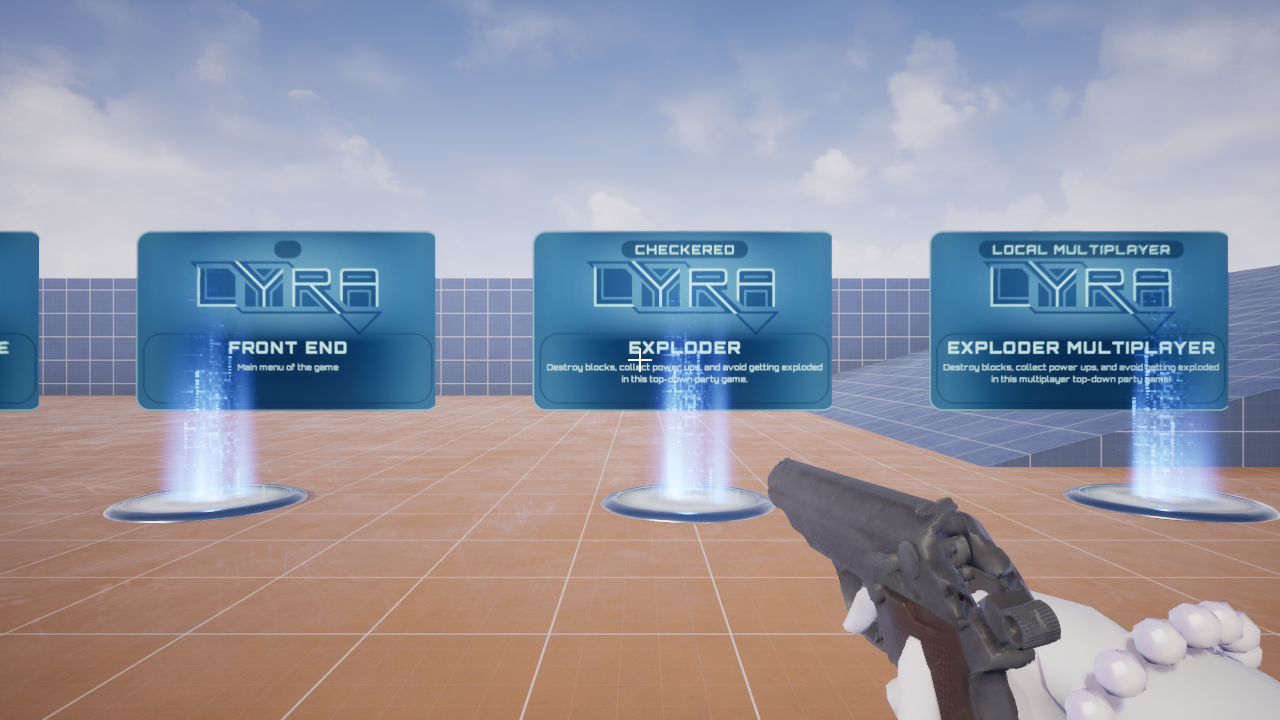 E
LYRA
FRONT END
Main menu of the game
CHECKERED
LYRA
EXPLODER
Destroy blocks, collect power ups, and avoid getting exploded
in this top-down party game.
LOCAL MULTIPLAYER
LYRA
EXPLODER MULTIPLAYER
Destroy blocks, collect power ups, and avoid getting exploded
in this multiplayer top-down party game!